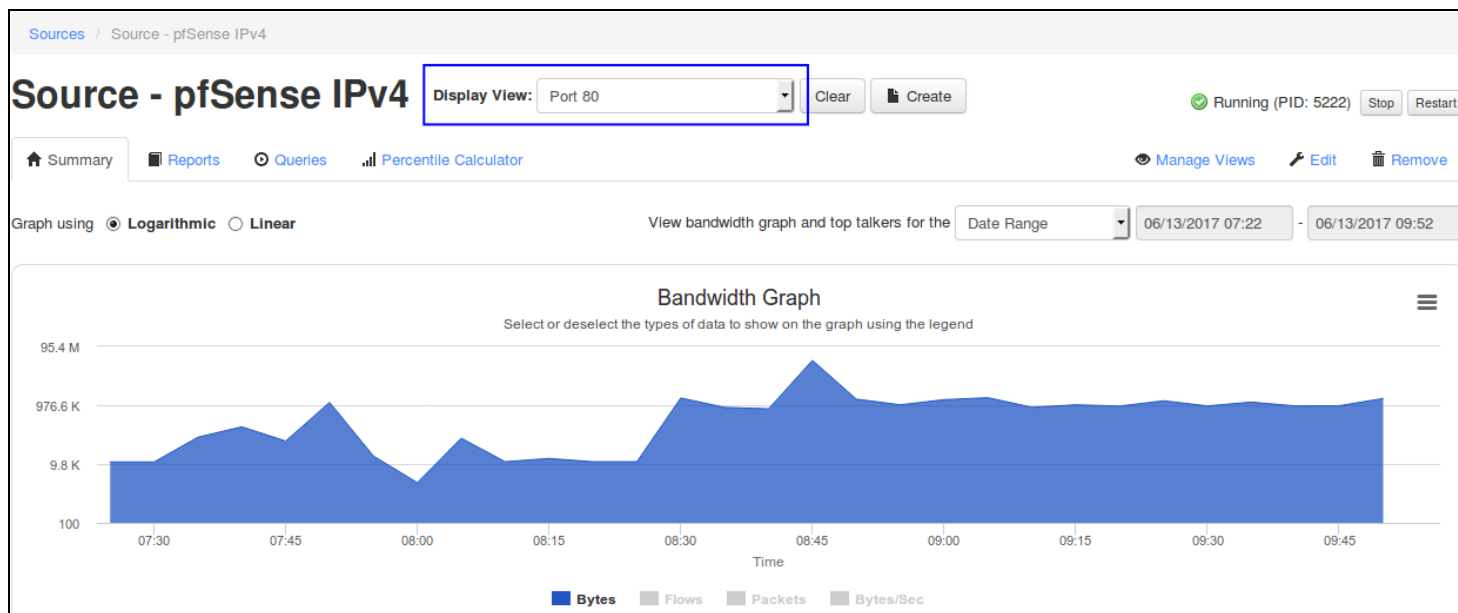 Sources / Source - pfSense IPv4
Source - pfSense IPv4 Display View: Port 80 Clear Create Running (PID: 5222) Stop Restart
Summary Reports Queries Percentile Calculator Manage Views Edit Remove
Graph using Logarithmic Linear View bandwidth graph and top talkers for the Date Range 06/13/2017 07:22 - 06/13/2017 09:52
Bandwidth Graph
Select or deselect the types of data to show on the graph using the legend
95.4 M
976.6 K
9.8 K
100
07:30 07:45 08:00 08:15 08:30 08:45 09:00 09:15 09:30 09:45
Time
Bytes Flows Packets Bytes/Sec